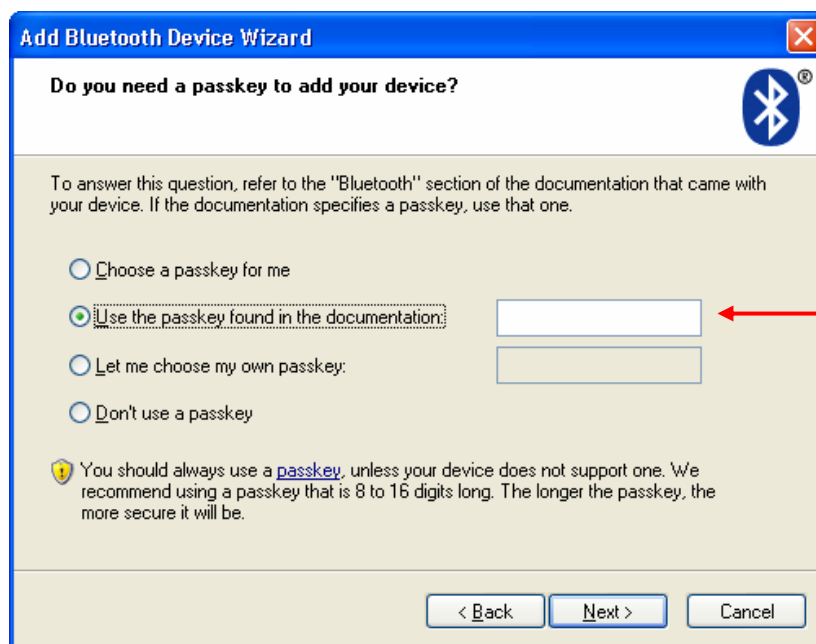 Add Bluetooth Device Wizard
Do you need a passkey to add your device?
®
To answer this question, refer to the "Bluetooth" section of the documentation that came with
your device. If the documentation specifies a passkey, use that one.
Choose a passkey for me
Use the passkey found in the documentation:
Let me choose my own passkey:
Don't use a passkey
You should always use a passkey, unless your device does not support one. We
recommend using a passkey that is 8 to 16 digits long. The longer the passkey, the
more secure it will be.
< Back Next > Cancel